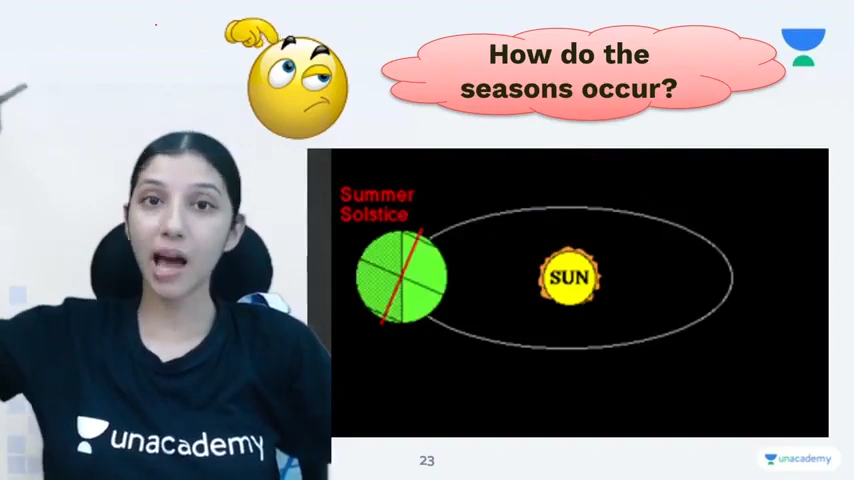 How do the
seasons occur?
Summer
Solstice
SUN
unacademy
23
unacademy